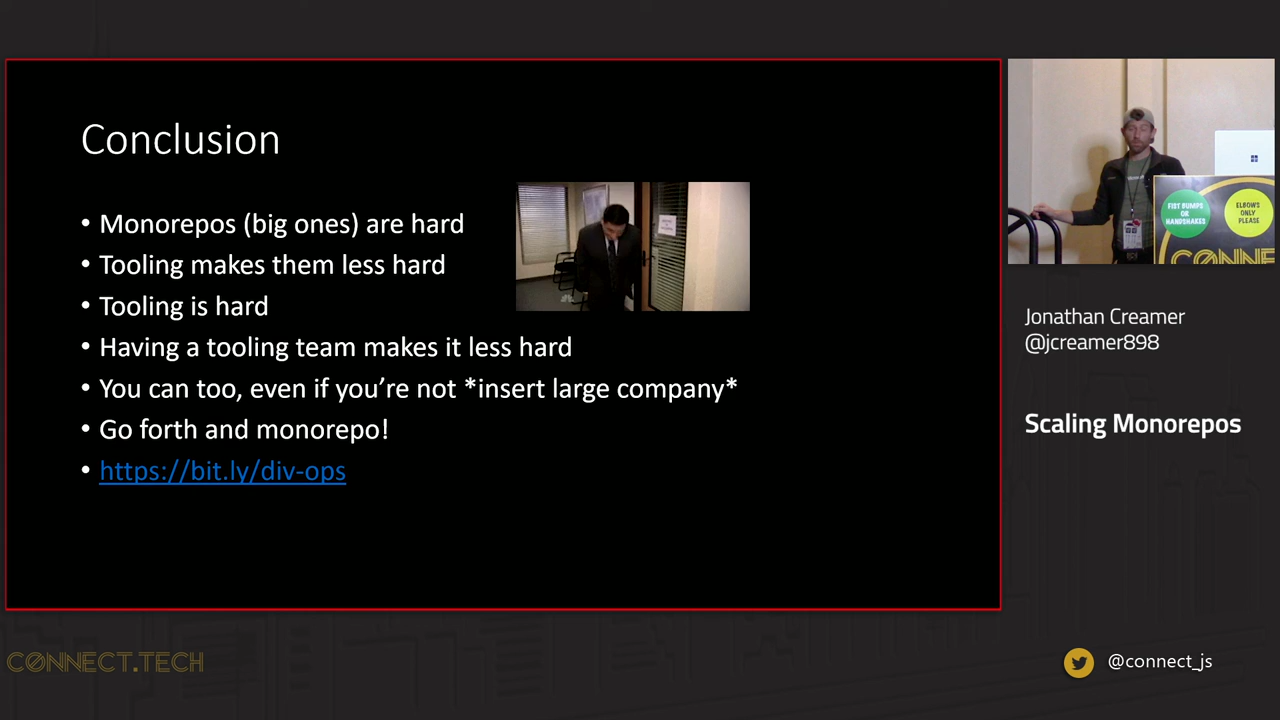 Conclusion
• Monorepos (big ones) are hard
• Tooling makes them less hard
• Tooling is hard
• Having a tooling team makes it less hard
• You can too, even if you’re not *insert large company*
• Go forth and monorepo!
• https://bit.ly/div-ops
FIST BUMPS
OR
HANDSHAKES
ELBOWS
ONLY
PLEASE
CONNE
Jonathan Creamer
@jcreamer898
Scaling Monorepos
CONNECT.TECH
@connect_js